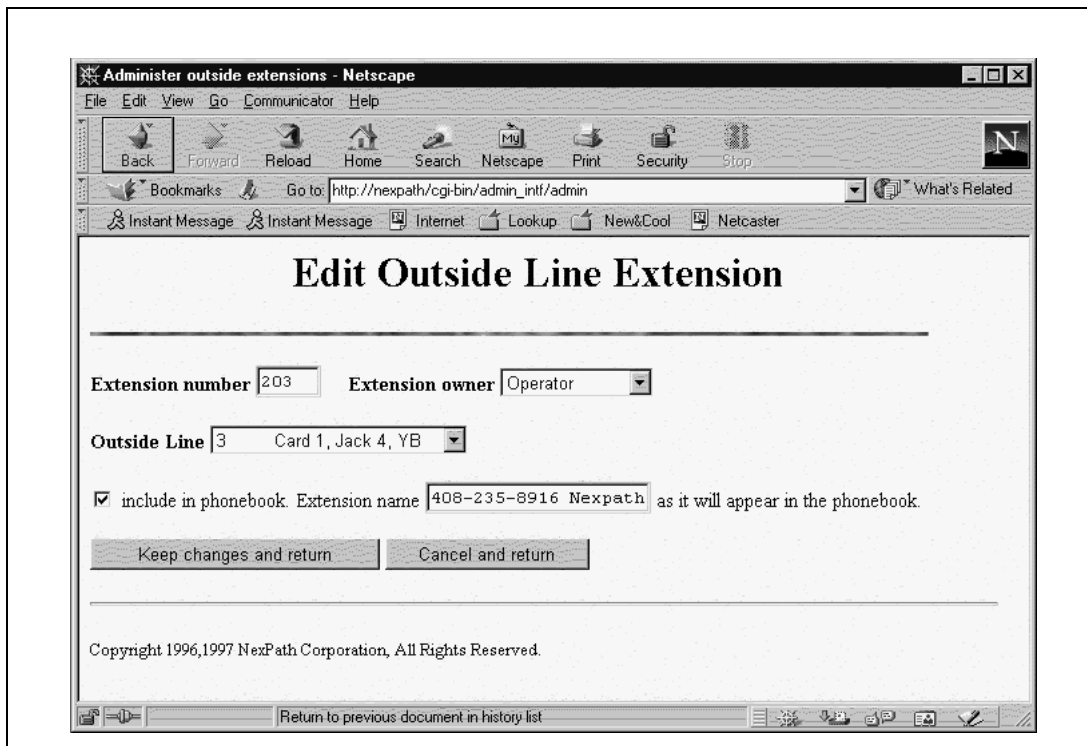 Administer outside extensions - Netscape
File Edit View Go Communicator Help
Back Forward Reload Home Search Netscape Print Security Stop
My
N
Bookmarks Go to: http://nexpath/cgi-bin/admin_intf/admin What's Related
Instant Message Instant Message Internet Lookup New&Cool Netcaster
Edit Outside Line Extension
Extension number 203 Extension owner Operator
Outside Line 3 Card 1, Jack 4, YB
include in phonebook. Extension name 408-235-8916 Nexpath as it will appear in the phonebook.
Keep changes and return Cancel and return
Copyright 1996,1997 NexPath Corporation, All Rights Reserved.
Return to previous document in history list